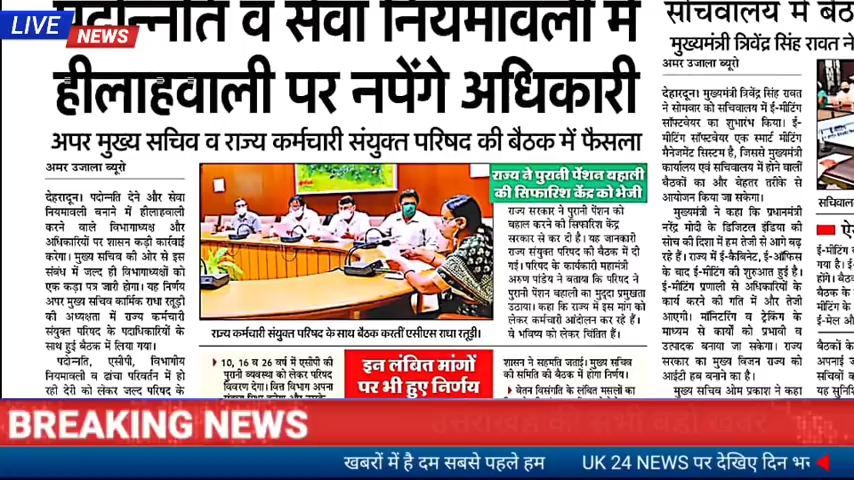 LIVE
NEWS
पदोन्नति व सेवा नियमावली में
हीलाहवाली पर नपेंगे अधिकारी
अपर मुख्य सचिव व राज्य कर्मचारी संयुक्त परिषद की बैठक में फैसला
अमर उजाला ब्यूरो
देहरादून। पदोन्नति देने और सेवा
नियमावली बनाने में हीलाहवाली
करने वाले विभागाध्यक्ष और
अधिकारियों पर शासन कड़ी कार्रवाई
करेगा। मुख्य सचिव की ओर से इस
संबंध में जल्द ही विभागाध्यक्षों को
एक कड़ा पत्र जारी होगा। यह निर्णय
अपर मुख्य सचिव कार्मिक राधा रतूड़ी
की अध्यक्षता में राज्य कर्मचारी
संयुक्त परिषद के पदाधिकारियों के
साथ हुई बैठक में लिया गया।
पदोन्नति, एसीपी, विभागीय
नियमावली व ढांचा परिवर्तन में हो
रही देरी को लेकर जल्द परिषद के
राज्य कर्मचारी संयुक्त परिषद के साथ बैठक करतीं एसीएस राधा रतूड़ी।
10, 16 व 26 वर्ष में एसीपी की
पुरानी व्यवस्था को लेकर परिषद
विवरण देगा। वित्त विभाग अपना
इन लंबित मांगों
पर भी हुए निर्णय
राज्य ने पुरानी पेंशन बहाली
की सिफारिश केंद्र को भेजी
राज्य सरकार ने पुरानी पेंशन को
बहाल करने की सिफारिश केंद्र
सरकार से कर दी है। यह जानकारी
राज्य संयुक्त परिषद की बैठक में दी
गई। परिषद के कार्यकारी महामंत्री
अरुण पांडेय ने बताया कि परिषद ने
पुरानी पेंशन बहाली का मुद्दा प्रमुखता
उठाया। कहा कि राज्य में इस मांग को
लेकर कर्मचारी आंदोलन कर रहे हैं।
वे भविष्य को लेकर चिंतित हैं।
शासन ने सहमति जताई। मुख्य सचिव
की समिति की बैठक में होगा निर्णय।
वेतन विसंगति के लंबित मसलों का
सचिवालय में बैठ
मुख्यमंत्री त्रिवेंद्र सिंह रावत ने
अमर उजाला ब्यूरो
देहरादून। मुख्यमंत्री त्रिवेंद्र सिंह रावत
ने सोमवार को सचिवालय में ई-मीटिंग
सॉफ्टवेयर का शुभारंभ किया। ई-
मीटिंग सॉफ्टवेयर एक स्मार्ट मीटिंग
मैनेजमेंट सिस्टम है, जिससे मुख्यमंत्री
कार्यालय एवं सचिवालय में होने वाली
बैठकों का और बेहतर तरीके से
आयोजन किया जा सकेगा।
मुख्यमंत्री ने कहा कि प्रधानमंत्री
नरेंद्र मोदी के डिजिटल इंडिया की
सोच की दिशा में हम तेजी से आगे बढ़
रहे हैं। राज्य में ई-कैबिनेट, ई-ऑफिस
के बाद ई-मीटिंग की शुरुआत हुई है।
ई-मीटिंग प्रणाली से अधिकारियों के
कार्य करने की गति में और तेजी
आएगी। मॉनिटरिंग व ट्रेकिंग के
माध्यम से कार्यों को प्रभावी व
उत्पादक बनाया जा सकेगा। राज्य
सरकार का मुख्य विजन राज्य को
आईटी हब बनाने का है।
मुख्य सचिव ओम प्रकाश ने कहा
सचिवालय
ई-मीटिंग
गया है। ई
होंगे। बैठक
बैठक के
मीटिंग के
ई-मेल और
बैठकों के
अपनाई ज
सचिवों व
यह सुनि
BREAKING NEWS
खबरों में है दम सबसे पहले हम
UK 24 NEWS पर देखिए दिन भर